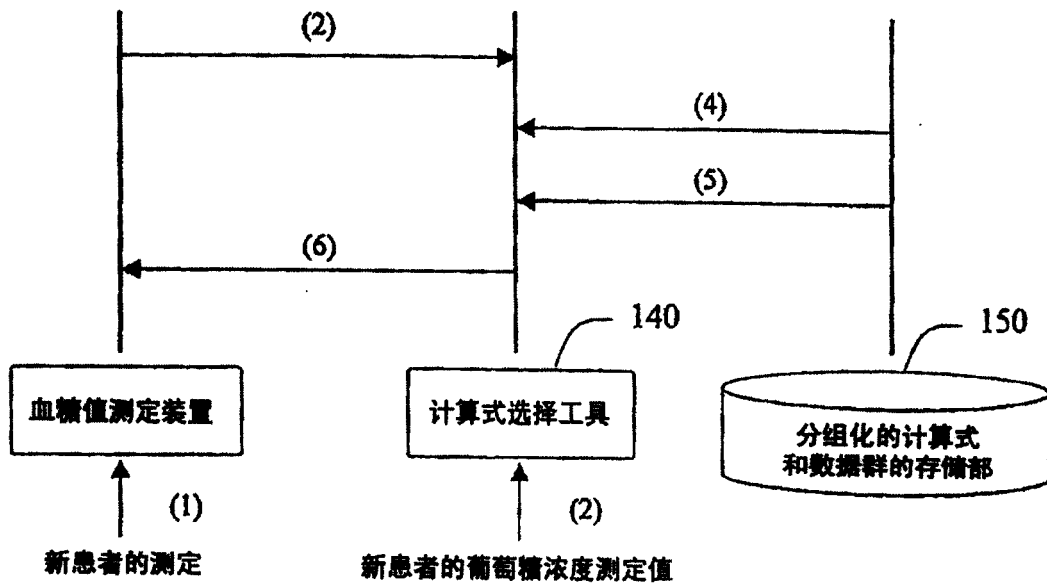 (2)
(4)
(5)
(6)
140
150
血糖值测定装置
计算式选择工具
分组化的计算式
和数据群的存储部
(1)
(2)
新患者的测定
新患者的葡萄糖浓度测定值